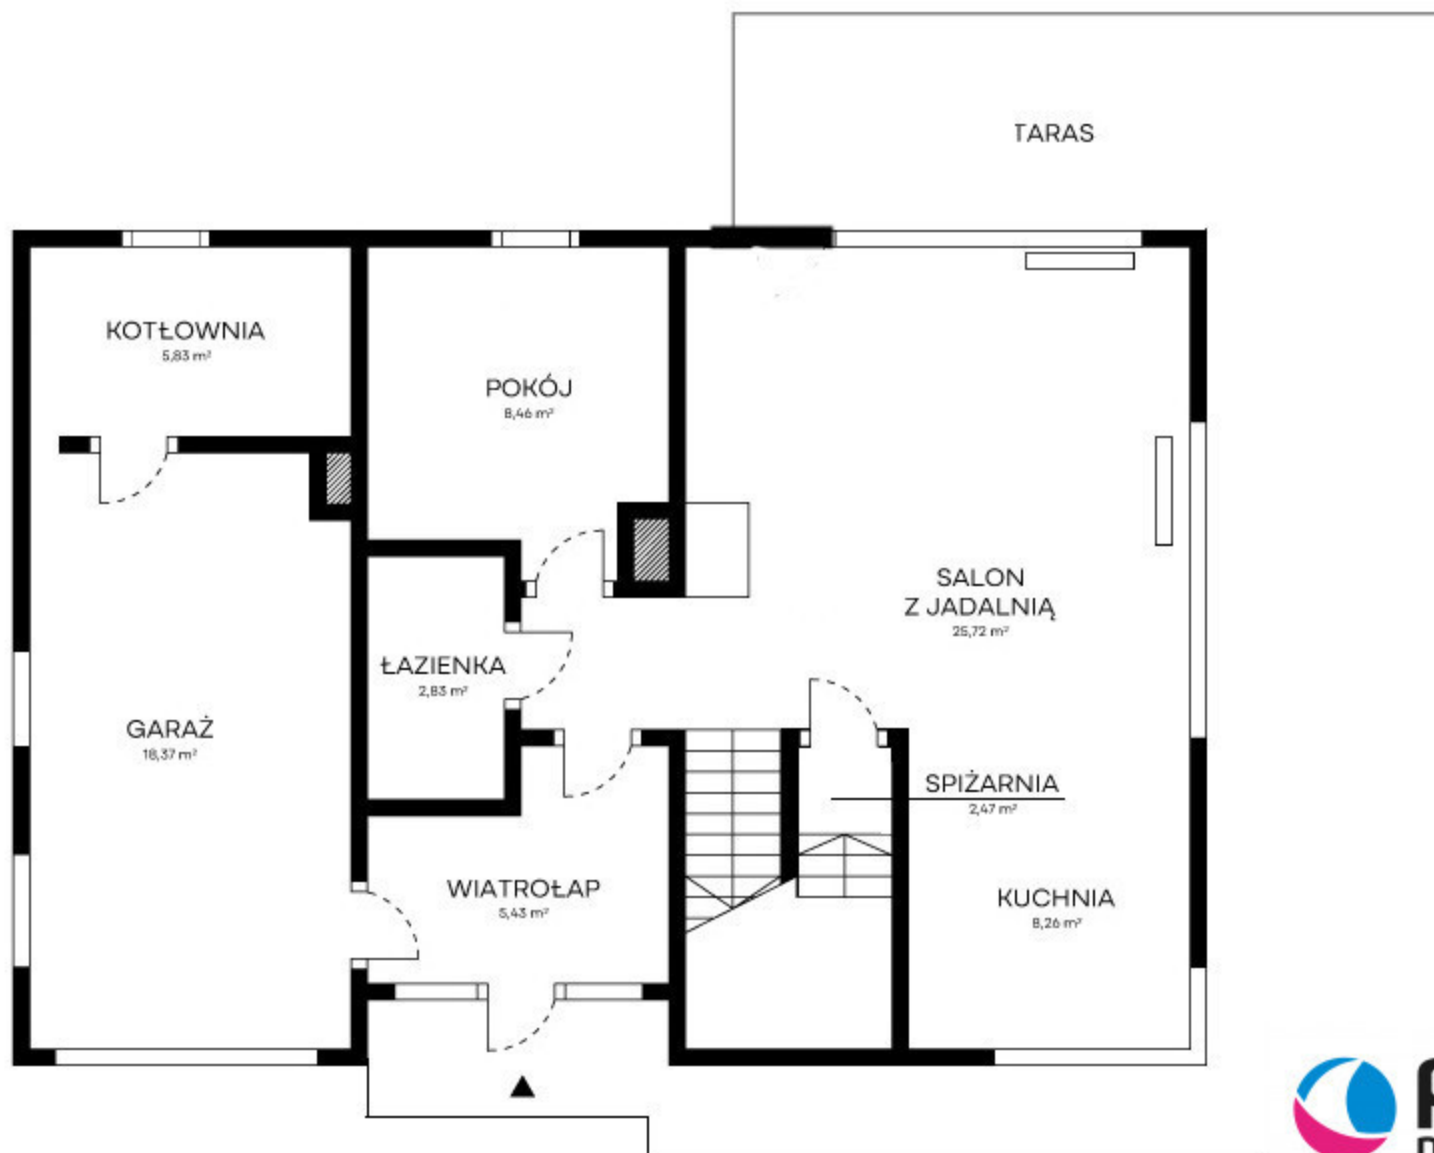 TARAS
KOTŁOWNIA
5,83 m²
POKÓJ
8,46 m²
SALON
Z JADALNIĄ
25,72 m²
ŁAZIENKA
2,83 m²
GARAŻ
18,37 m²
SPIŻARNIA
2,47 m²
WIATROŁAP
5,43 m²
KUCHNIA
8,26 m²